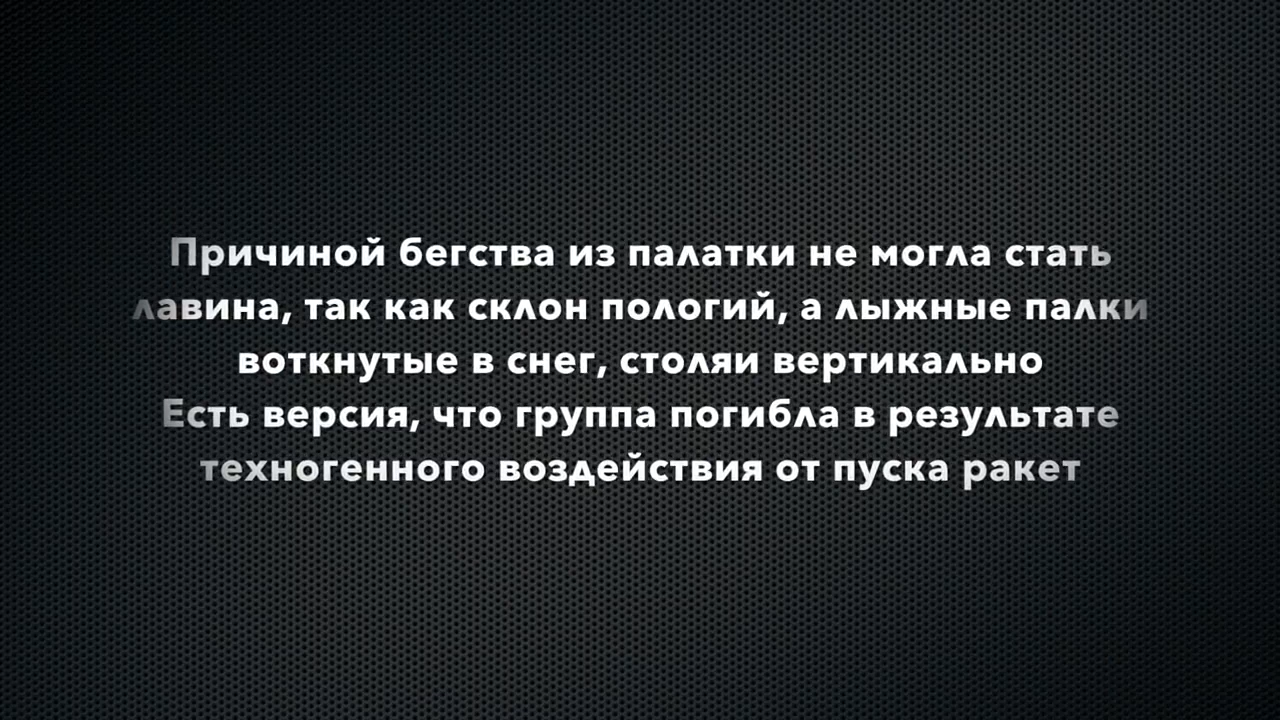 Причиной бегства из палатки не могла стать
лавина, так как склон пологий, а лыжные палки
воткнутые в снег, столяи вертикально
Есть версия, что группа погибла в результате
техногенного воздействия от пуска ракет